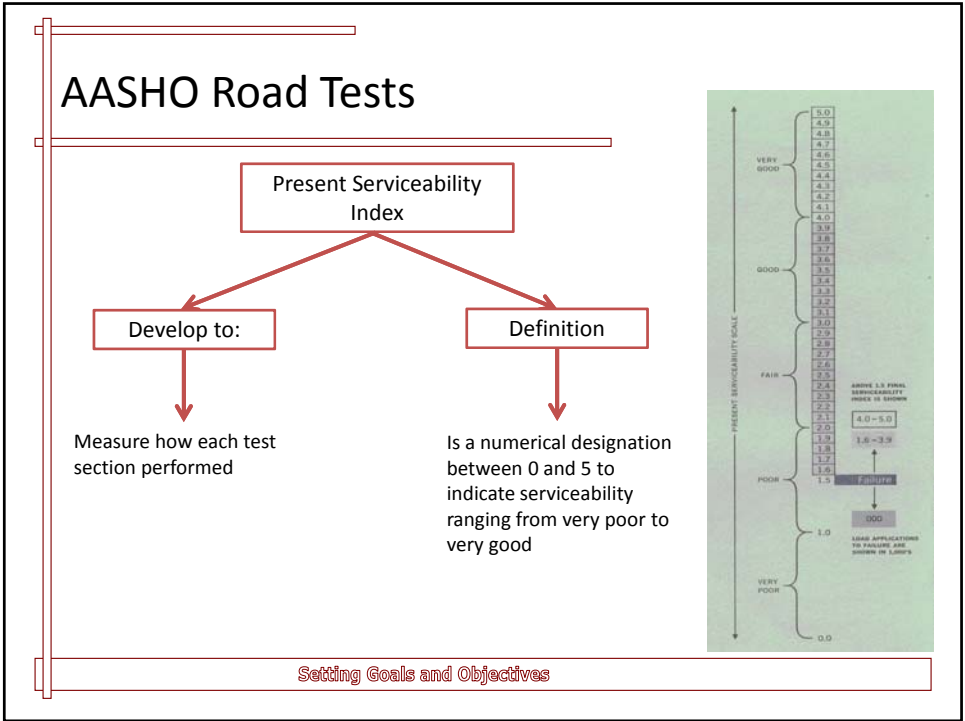 AASHO Road Tests
Present Serviceability
Index
Develop to:
Definition
Measure how each test
section performed
Is a numerical designation
between 0 and 5 to
indicate serviceability
ranging from very poor to
very good
PRESENT SERVICEABILITY SCALE
VERY
GOOD
GOOD
FAIR
POOR
VERY
POOR
5.0
4.9
4.8
4.7
4.6
4.5
4.4
4.3
4.2
4.1
4.0
3.9
3.8
3.7
3.6
3.5
3.4
3.3
3.2
3.1
3.0
2.9
2.8
2.7
2.6
2.5
2.4
2.3
2.2
2.1
2.0
1.9
1.8
1.7
1.6
1.5
1.0
0.0
ABOVE 1.5 FINAL
SERVICEABILITY
INDEX IS SHOWN
4.0-5.0
1.6-3.9
Failure
000
LOAD APPLICATIONS
TO FAILURE ARE
SHOWN IN 1,000'S
Setting Goals and Objectives